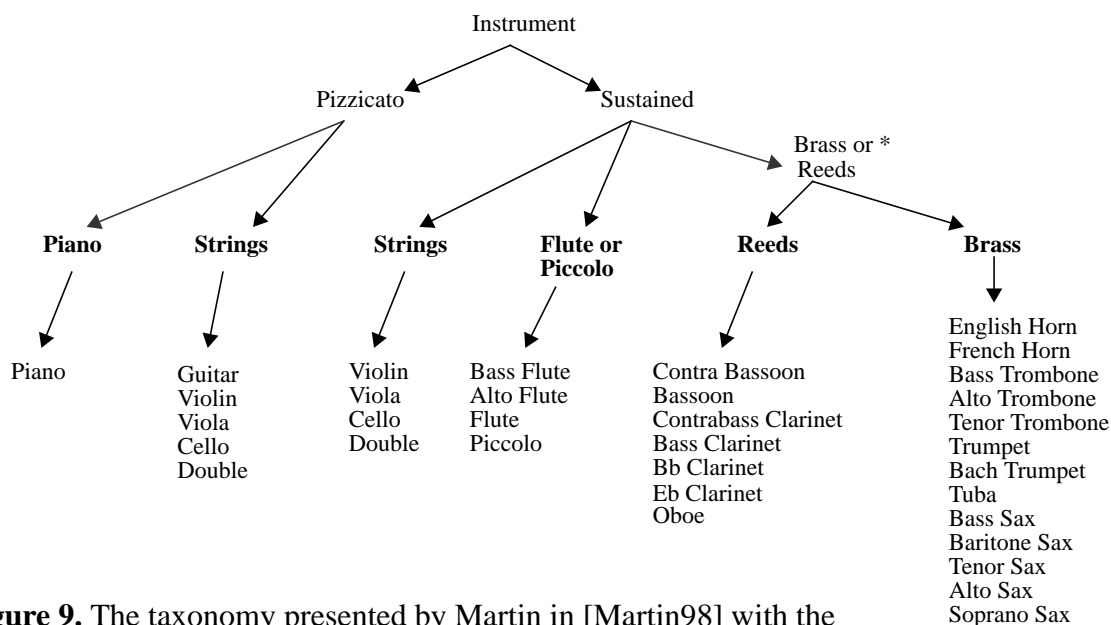 Instrument
Pizzicato
Sustained
Brass or *
Reeds
Piano
Strings
Strings
Flute or
Piccolo
Reeds
Brass
Piano
Guitar
Violin
Viola
Cello
Double
Violin
Viola
Cello
Double
Bass Flute
Alto Flute
Flute
Piccolo
Contra Bassoon
Bassoon
Contrabass Clarinet
Bass Clarinet
Bb Clarinet
Eb Clarinet
Oboe
English Horn
French Horn
Bass Trombone
Alto Trombone
Tenor Trombone
Trumpet
Bach Trumpet
Tuba
Bass Sax
Baritone Sax
Tenor Sax
Alto Sax
Soprano Sax
gure 9. The taxonomy presented by Martin in [Martin98] with the